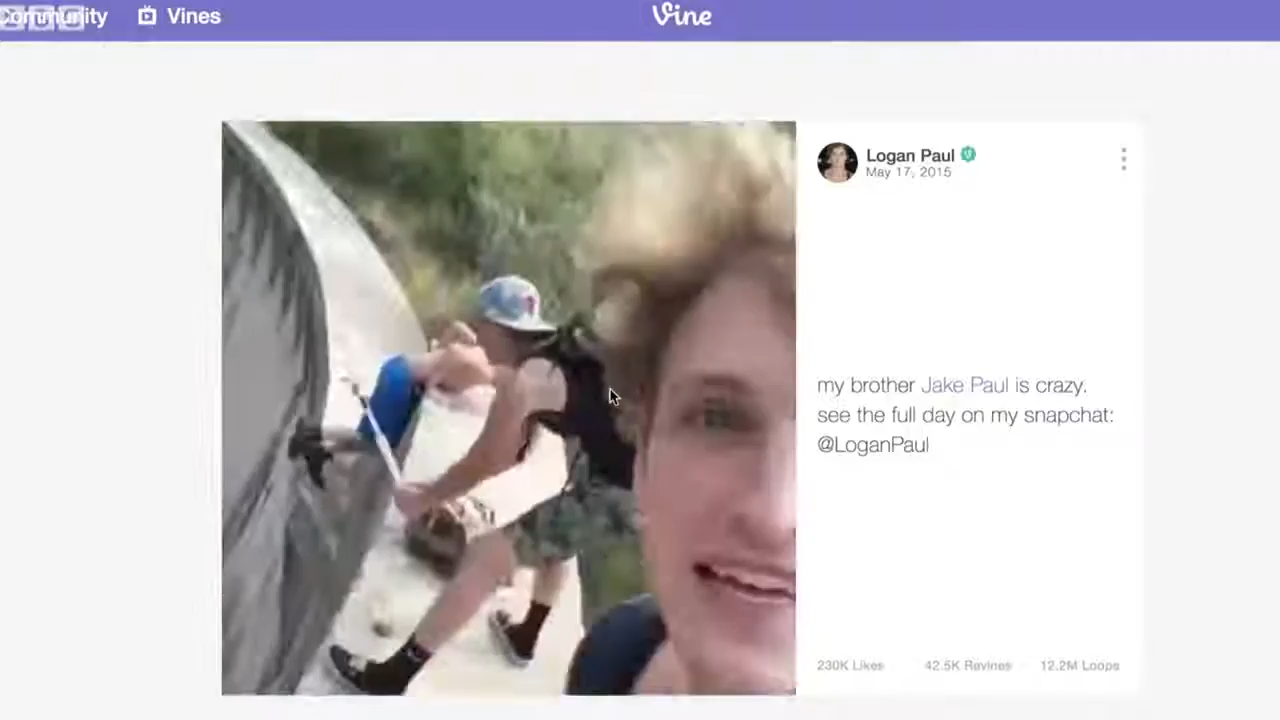 Community
Vines
Vine
Logan Paul
May 17, 2015
my brother Jake Paul is crazy.
see the full day on my snapchat:
@LoganPaul
230K Likes
42.5K Revines
12.2M Loops